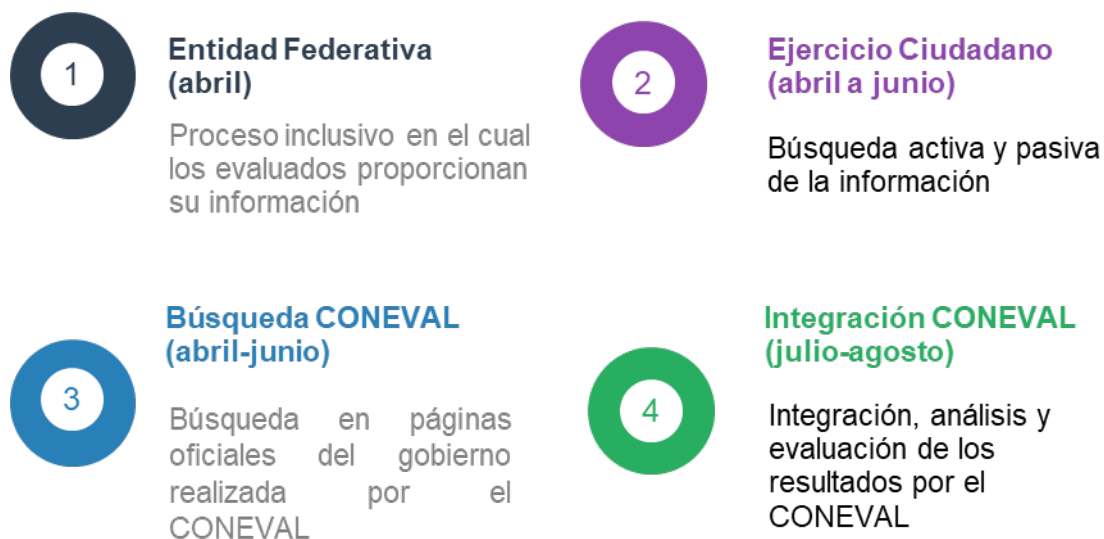 1
Entidad Federativa
(abril)
Proceso inclusivo en el cual
los evaluados proporcionan
su información
2
Ejercicio Ciudadano
(abril a junio)
Búsqueda activa y pasiva
de la información
3
Búsqueda CONEVAL
(abril-junio)
Búsqueda en páginas
oficiales del gobierno
realizada por el
CONEVAL
4
Integración CONEVAL
(julio-agosto)
Integración, análisis y
evaluación de los
resultados por el
CONEVAL